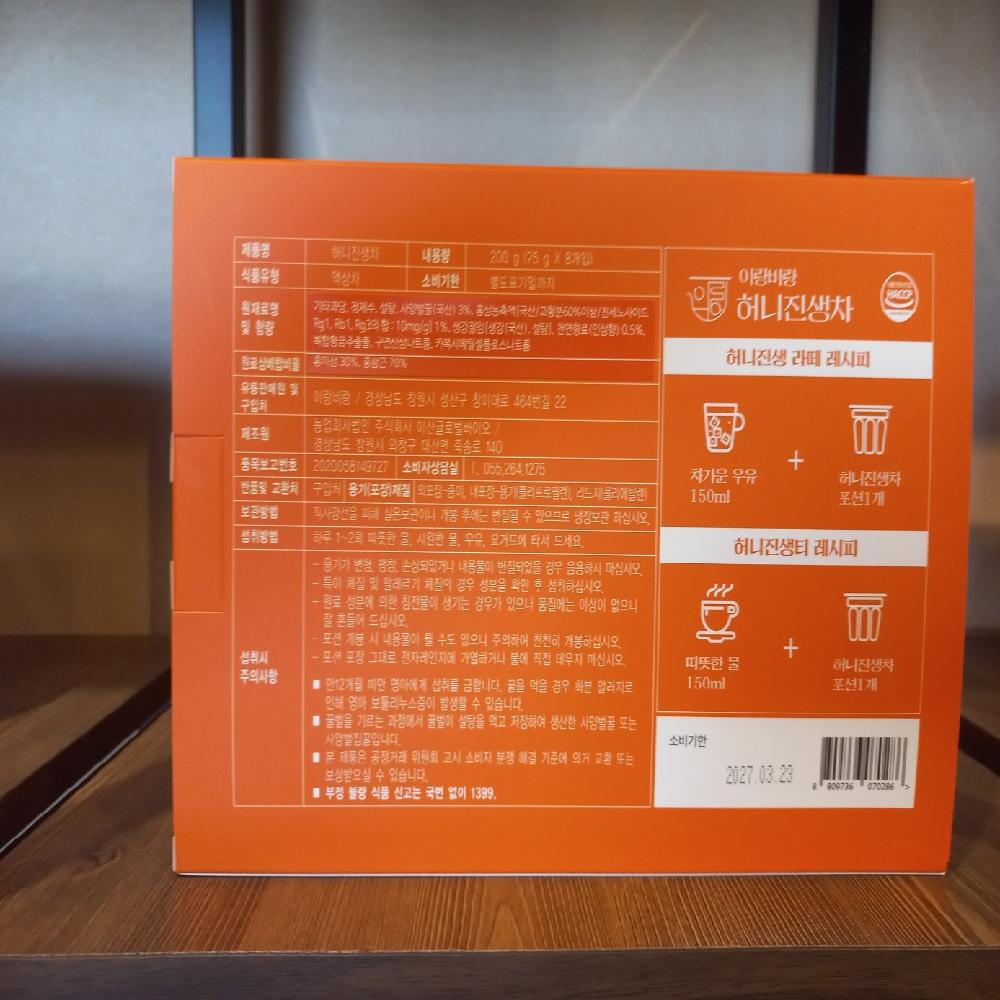 제품명 허니진생차 내용량 200 g (25 g X 8개입)
식품유형 액상차 소비기한 별도표기일까지
원재료명 및 함량
기타과당, 정제수, 설탕, 사양벌꿀(국산) 3%, 홍삼농축액[국산/고형분60%이상/진세노사이드
Rg1, Rb1, Rg3의 합 : 10mg/g] 1%, 생강절임[생강(국산), 설탕], 천연향료(인삼향) 0.5%,
복합황금추출물, 구연산삼나트륨, 카복시메틸셀룰로스나트륨
원료삼배합비율 홍미삼 30%, 홍삼근 70%
유통판매원 및 구입처 이랑비랑 / 경상남도 창원시 성산구 창이대로 464번길 22
제조원 농업회사법인 주식회사 이산글로벌바이오 /
경상남도 창원시 의창구 대산면 죽송로 140
품목보고번호 2020058149727 소비자상담실 T. 055.264.1275
반품및 교환처 구입처 용기(포장)재질 외포장-종이, 내포장-용기(폴리프로필렌), 리드지(폴리에틸렌)
보관방법 직사광선을 피해 실온보관이나 개봉 후에는 변질될 수 있으므로 냉장보관 하십시오.
섭취방법 하루 1~2회 따뜻한 물, 시원한 물, 우유, 요거트에 타서 드세요.
섭취시 주의사항
- 용기가 변형, 팽창, 손상되었거나 내용물이 변질되었을 경우 음용하시 마십시오.
- 특이 체질 및 알레르기 체질의 경우 성분을 확인 후 섭취하십시오.
- 원료 성분에 의한 침전물이 생기는 경우가 있으나 품질에는 이상이 없으니
잘 흔들어 드십시오.
- 포션 개봉 시 내용물이 튈 수도 있으니 주의하여 천천히 개봉하십시오.
- 포션 포장 그대로 전자레인지에 가열하거나 불에 직접 데우지 마십시오.
■ 만12개월 미만 영아에게 섭취를 금합니다. 꿀을 먹을 경우 화분 알러지로
인해 영아 보툴리누스증이 발생할 수 있습니다.
■ 꿀벌을 기르는 과정에서 꿀벌이 설탕을 먹고 저장하여 생산한 사양벌꿀 또는
사양벌집꿀입니다.
■ 본 제품은 공정거래 위원회 고시 소비자 분쟁 해결 기준에 의거 교환 또는
보상받으실 수 있습니다.
■ 부정 불량 식품 신고는 국번 없이 1399.
이랑
이랑비랑
허니진생차
HACCP
허니진생 라떼 레시피
차가운 우유
150ml
+
허니진생차
포션1개
허니진생티 레시피
따뜻한 물
150ml
+
허니진생차
포션1개
소비기한
2027.03.23
8 809736 070286 >